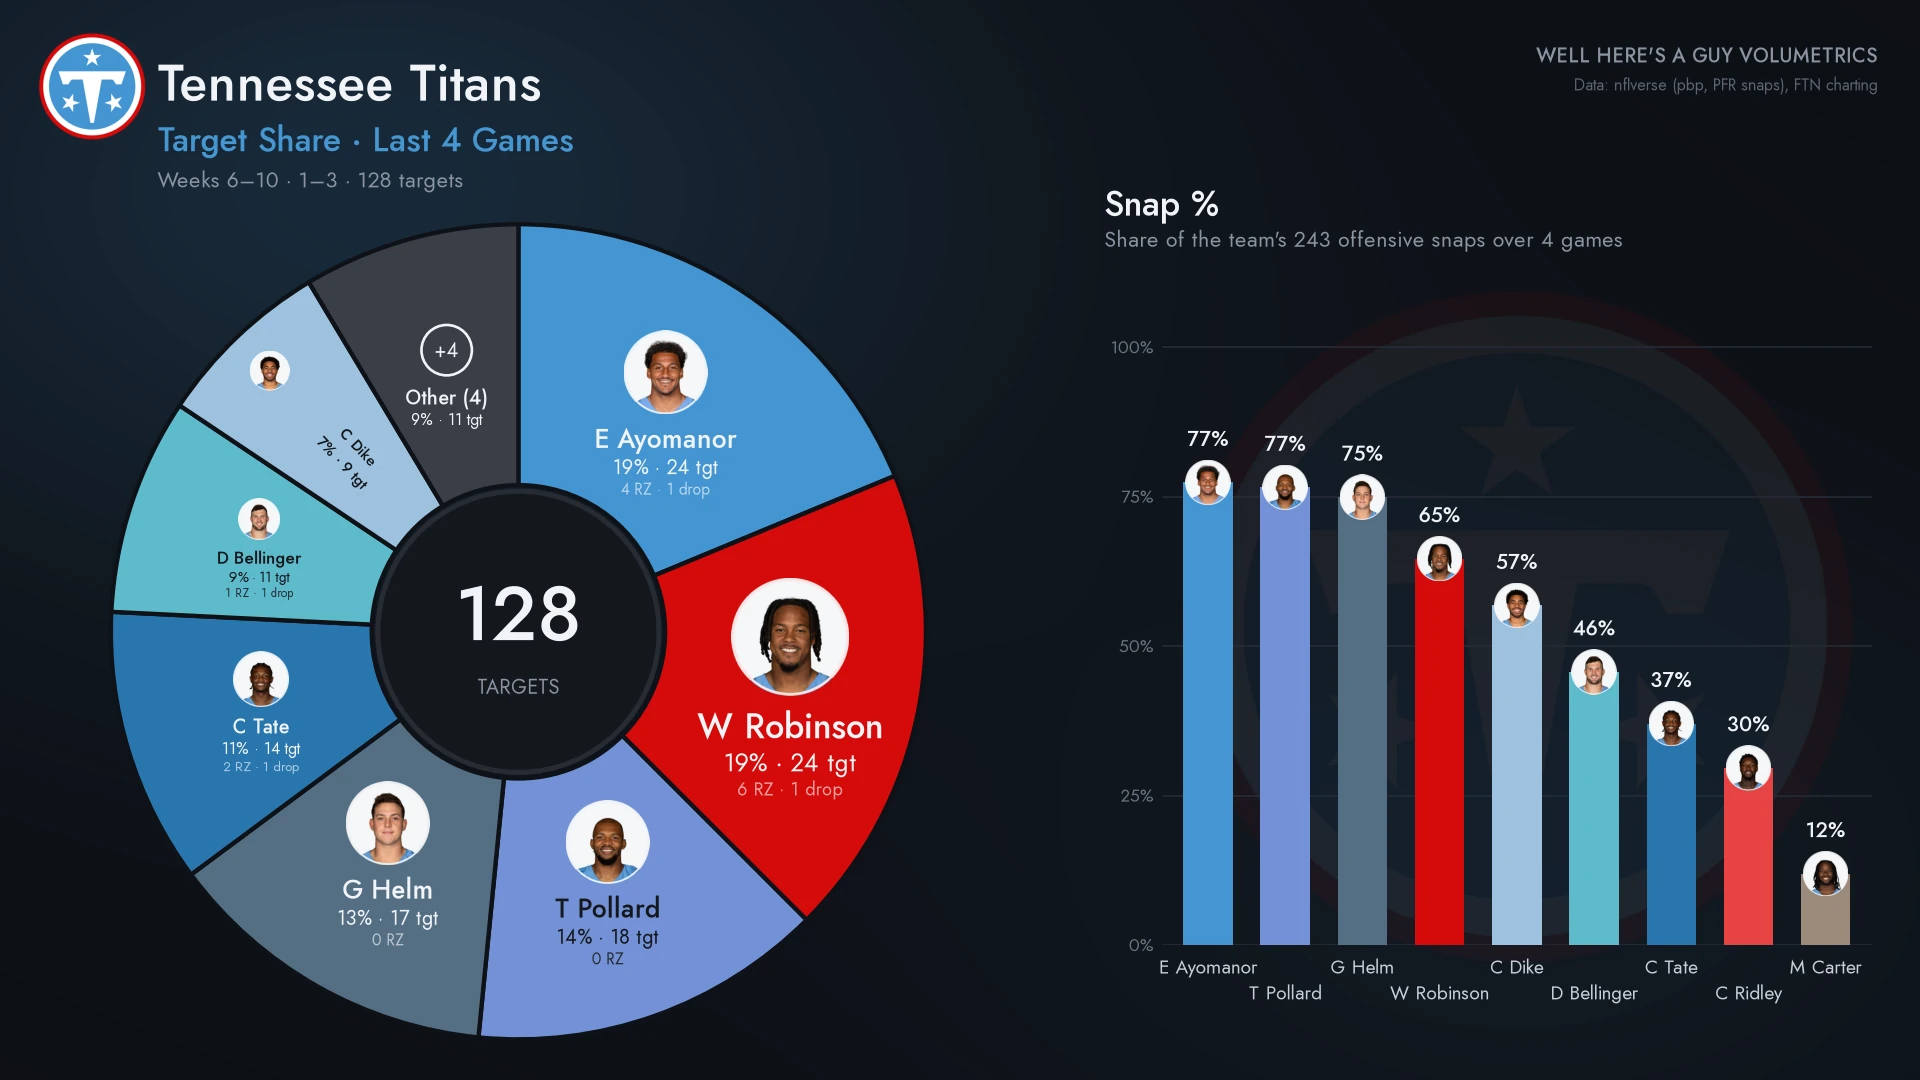 Tennessee Titans
Target Share · Last 4 Games
Weeks 6–10 · 1–3 · 128 targets
WELL HERE'S A GUY VOLUMETRICS
Data: nflverse (pbp, PFR snaps), FTN charting
+4
Other (4)
9% · 11 tgt
E Ayomanor
19% · 24 tgt
4 RZ · 1 drop
C Dike
7% · 9 tgt
D Bellinger
9% · 11 tgt
1 RZ · 1 drop
128
TARGETS
W Robinson
19% · 24 tgt
6 RZ · 1 drop
C Tate
11% · 14 tgt
2 RZ · 1 drop
G Helm
13% · 17 tgt
0 RZ
T Pollard
14% · 18 tgt
0 RZ
Snap %
Share of the team's 243 offensive snaps over 4 games
100%
75%
50%
25%
0%
77%
77%
75%
65%
57%
46%
37%
30%
12%
E Ayomanor
T Pollard
G Helm
W Robinson
C Dike
D Bellinger
C Tate
C Ridley
M Carter